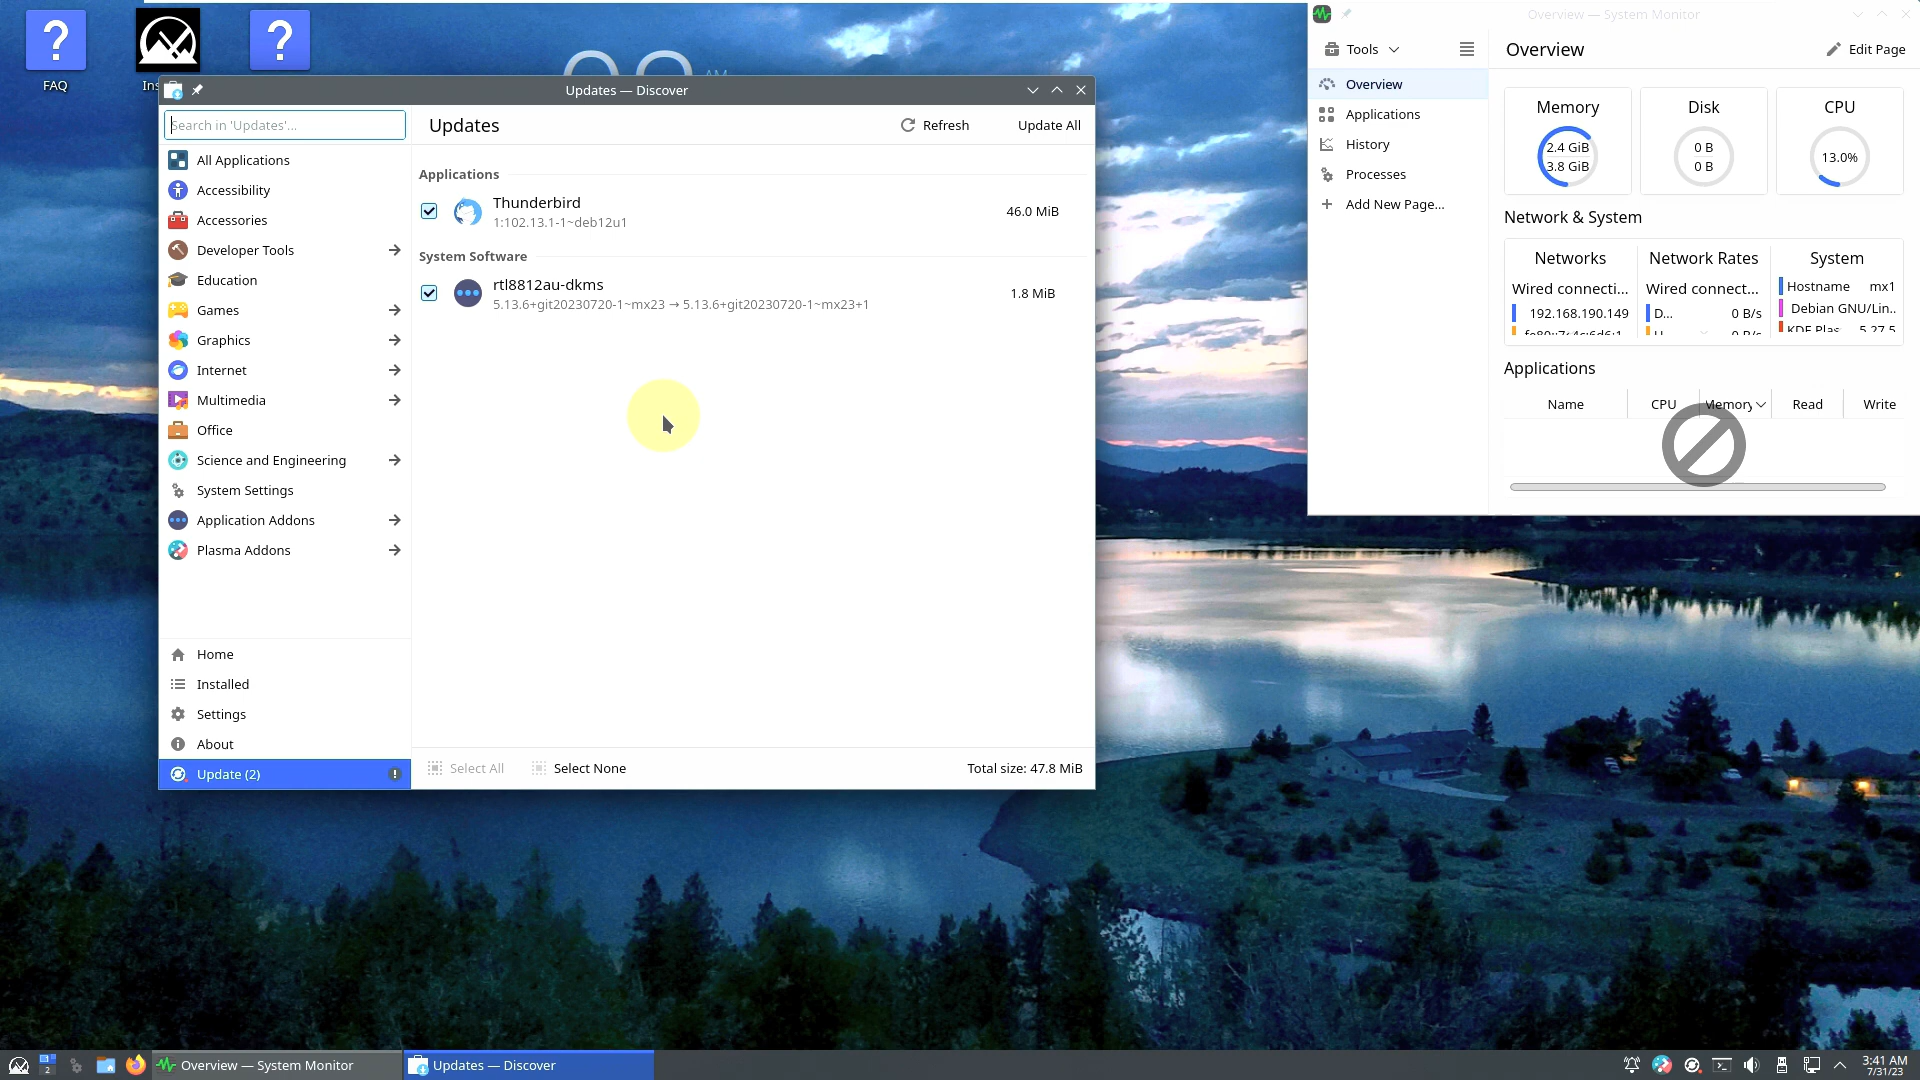 FAQ
Ins
AM
Updates — Discover
Search in 'Updates'...
Updates
Refresh
Update All
All Applications
Accessibility
Accessories
Developer Tools
Education
Games
Graphics
Internet
Multimedia
Office
Science and Engineering
System Settings
Application Addons
Plasma Addons
Home
Installed
Settings
About
Update (2)
Applications
Thunderbird
46.0 MiB
1:102.13.1-1~deb12u1
System Software
rtl8812au-dkms
1.8 MiB
5.13.6+git20230720-1~mx23 → 5.13.6+git20230720-1~mx23+1
Select All
Select None
Total size: 47.8 MiB
Overview — System Monitor
Tools
Overview
Edit Page
Overview
Applications
History
Processes
Add New Page...
Memory
Disk
CPU
2.4 GiB
3.8 GiB
0 B
0 B
13.0%
Network & System
Networks
Network Rates
System
Wired connecti...
Wired connect...
Hostname mx1
192.168.190.149
D... 0 B/s
Debian GNU/Lin..
0 B/s
KDE Plas 5.27.5
Applications
Name
CPU
Memory
Read
Write
2
Overview — System Monitor
Updates — Discover
3:41 AM
7/31/23